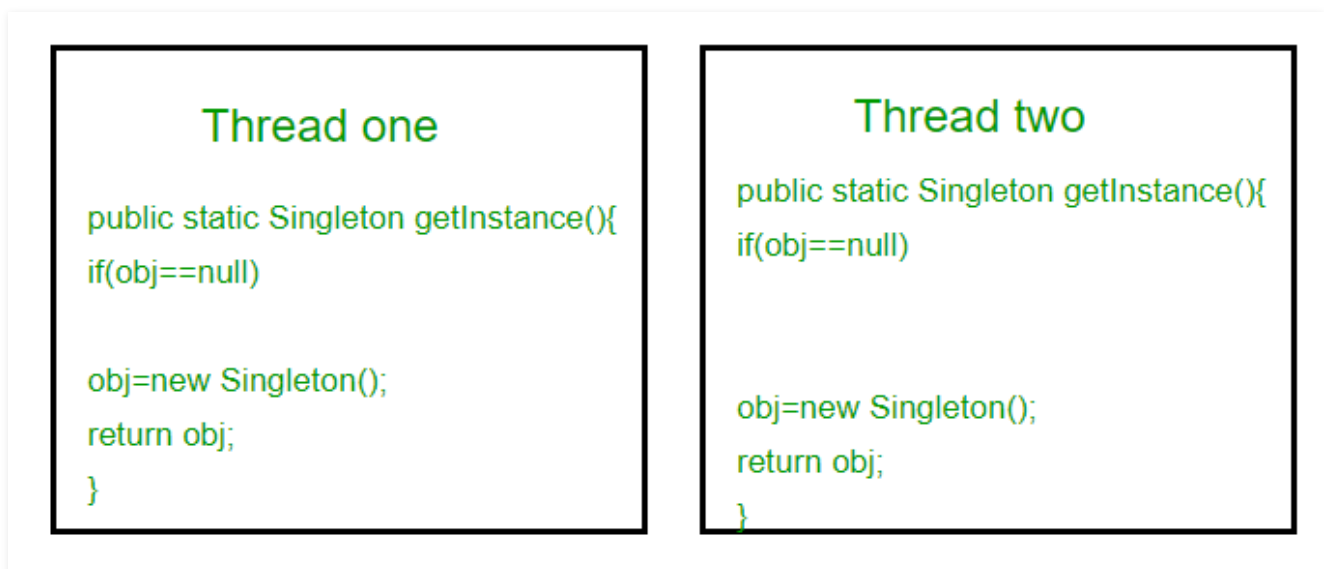 Thread one
public static Singleton getInstance(){
if(obj==null)
obj=new Singleton();
return obj;
}
Thread two
public static Singleton getInstance(){
if(obj==null)
obj=new Singleton();
return obj;
}